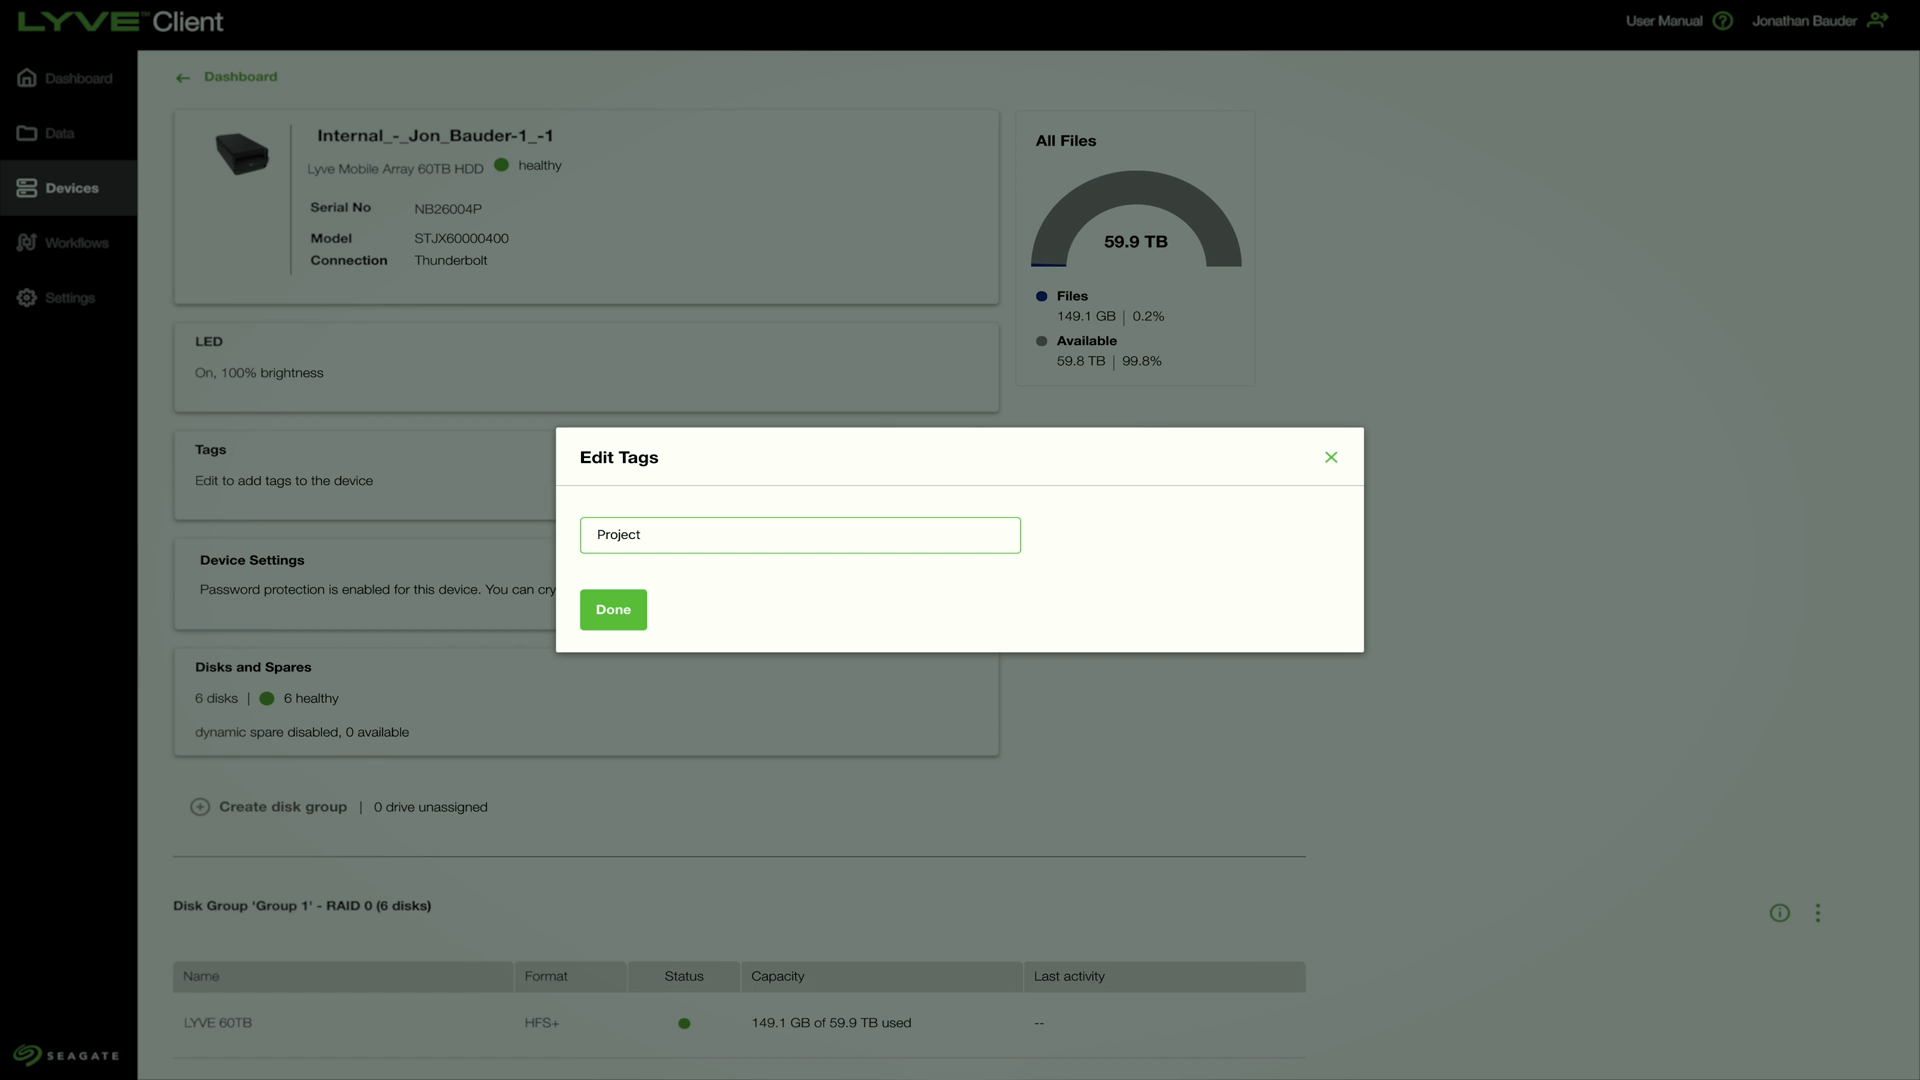 LYVE™ Client
User Manual
Jonathan Bauder
Dashboard
Data
Devices
Workflows
Settings
SEAGATE
Dashboard
Internal_-_Jon_Bauder-1_-1
Lyve Mobile Array 60TB HDD healthy
Serial No NB26004P
Model STJX60000400
Connection Thunderbolt
All Files
59.9 TB
Files
149.1 GB | 0.2%
Available
59.8 TB | 99.8%
LED
On, 100% brightness
Tags
Edit to add tags to the device
Device Settings
Password protection is enabled for this device. You can cry
Edit Tags
Project
Done
Disks and Spares
6 disks | 6 healthy
dynamic spare disabled, 0 available
Create disk group | 0 drive unassigned
Disk Group 'Group 1' - RAID 0 (6 disks)
Name Format Status Capacity Last activity
LYVE 60TB HFS+ 149.1 GB of 59.9 TB used --